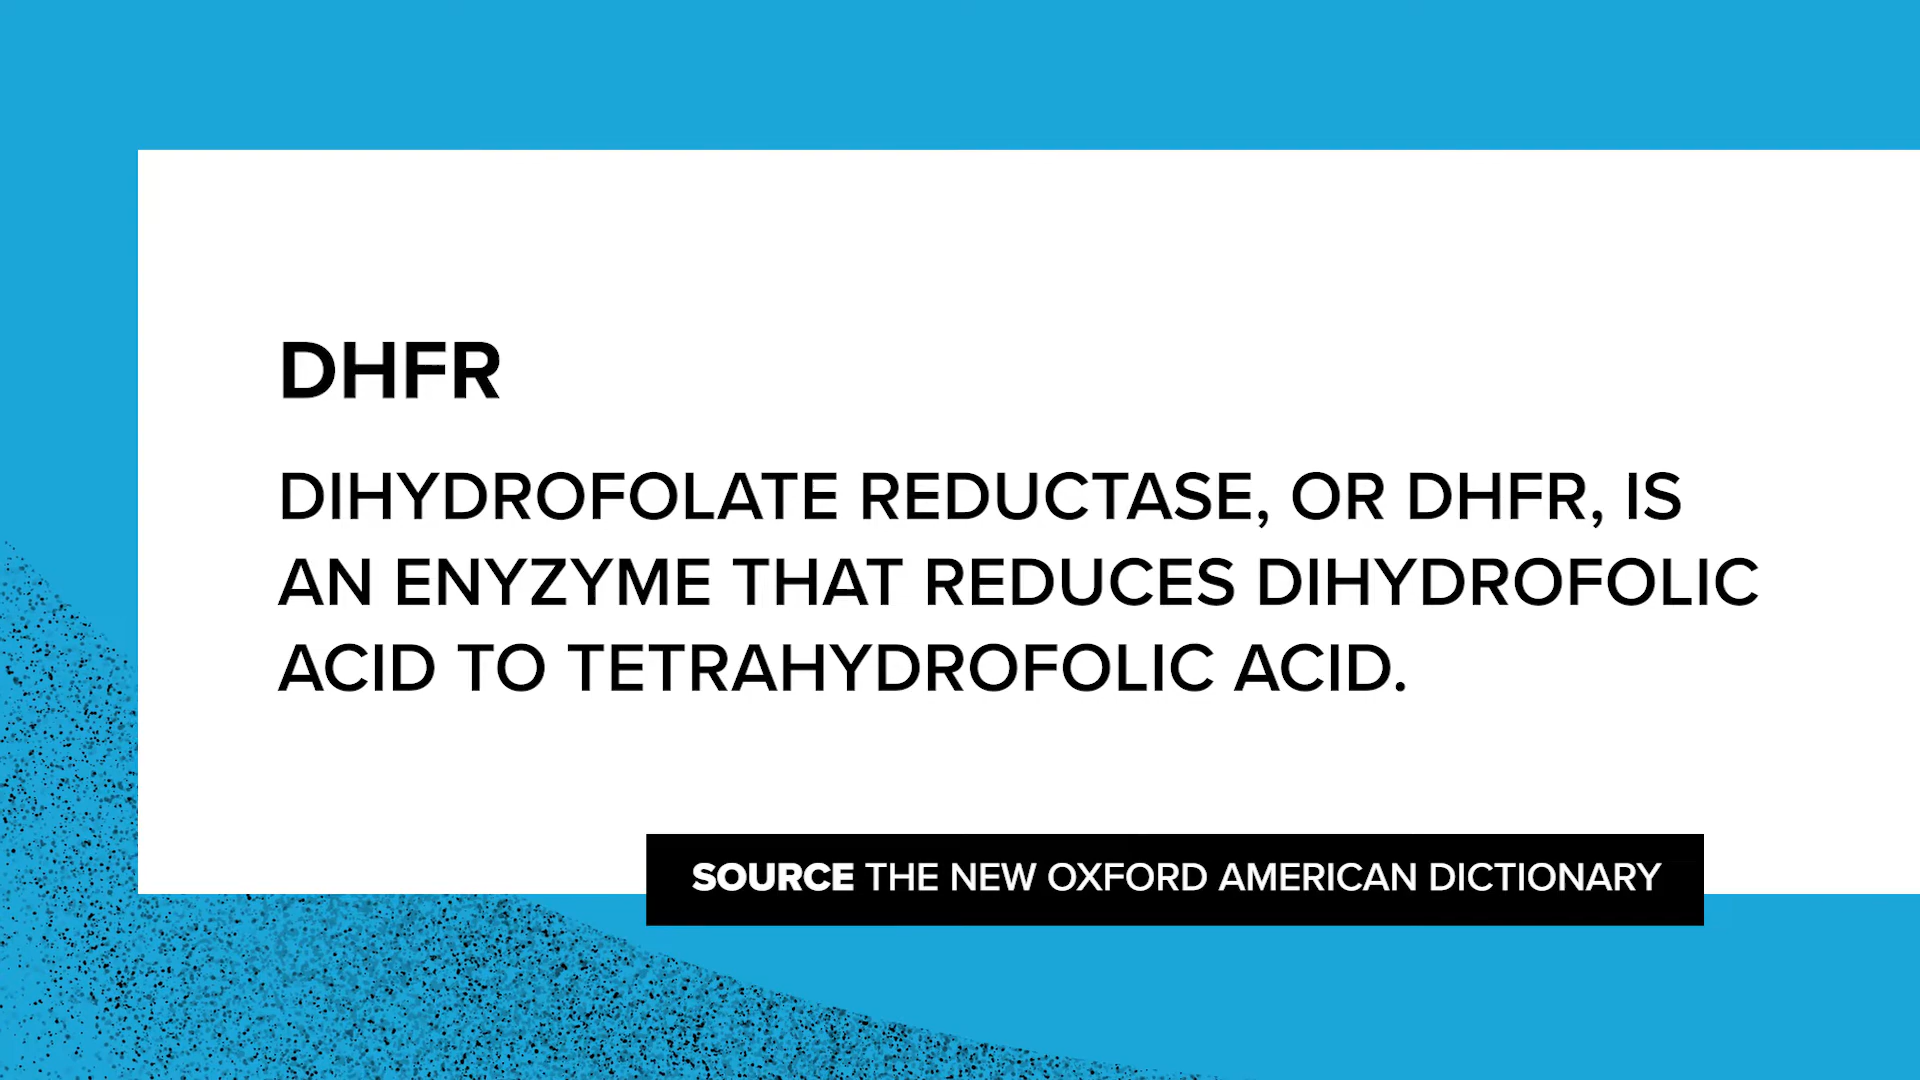 DHFR
DIHYDROFOLATE REDUCTASE, OR DHFR, IS
AN ENYZYME THAT REDUCES DIHYDROFOLIC
ACID TO TETRAHYDROFOLIC ACID.
SOURCE THE NEW OXFORD AMERICAN DICTIONARY